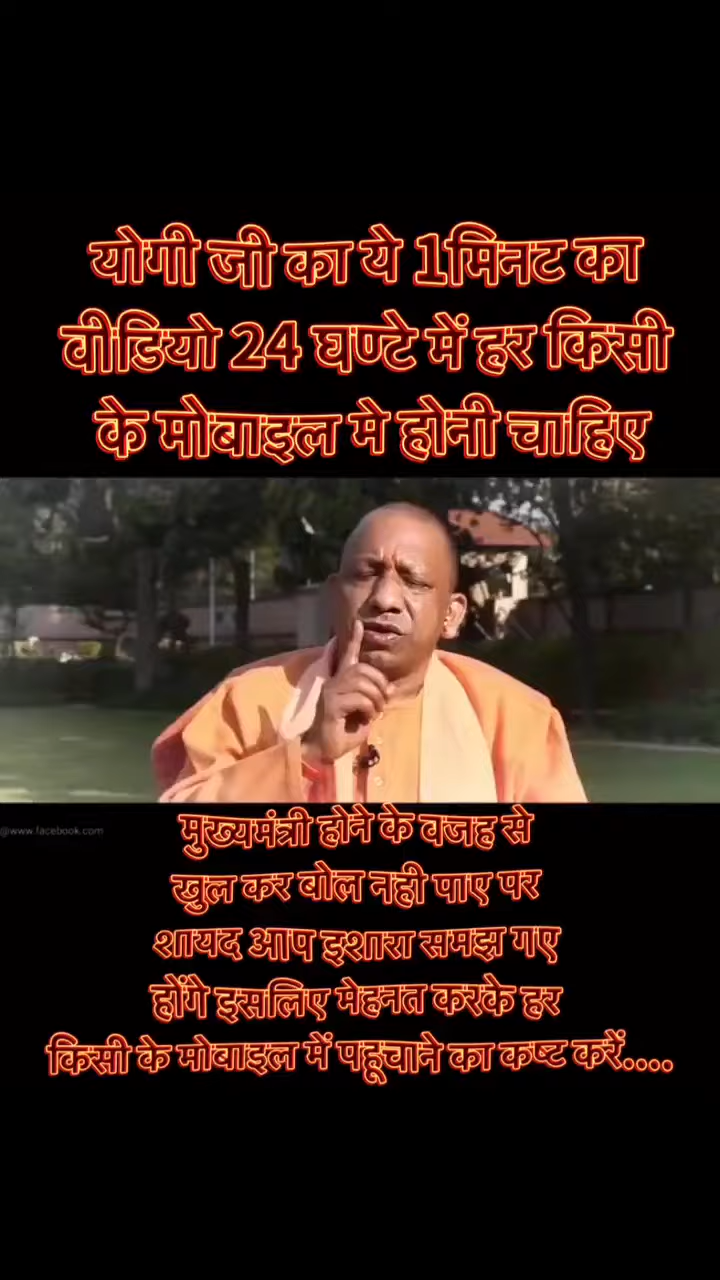 योगी जी का ये 1मिनट का
वीडियो 24 घण्टे में हर किसी
के मोबाइल मे होनी चाहिए
@www.facebook.com
मुख्यमंत्री होने के वजह से
खुल कर बोल नही पाए पर
शायद आप इशारा समझ गए
होंगे इसलिए मेहनत करके हर
किसी के मोबाइल में पहूचाने का कष्ट करें....